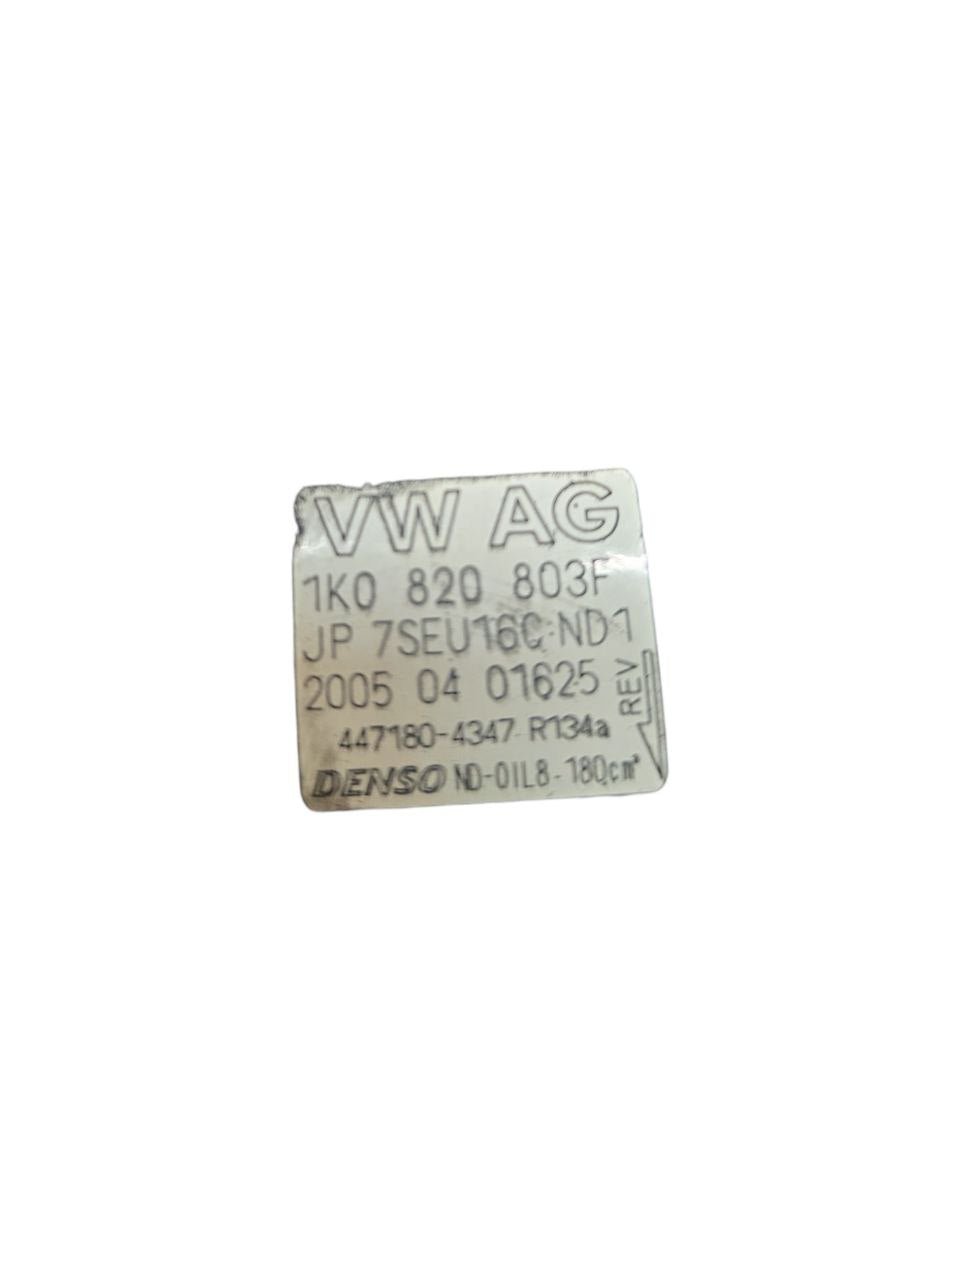 VW AG
1K0 820 803F
JP 7SEU16C ND1
2005 04 01625
REV
447180-4347 R134a
DENSO ND-OIL8-180cm³